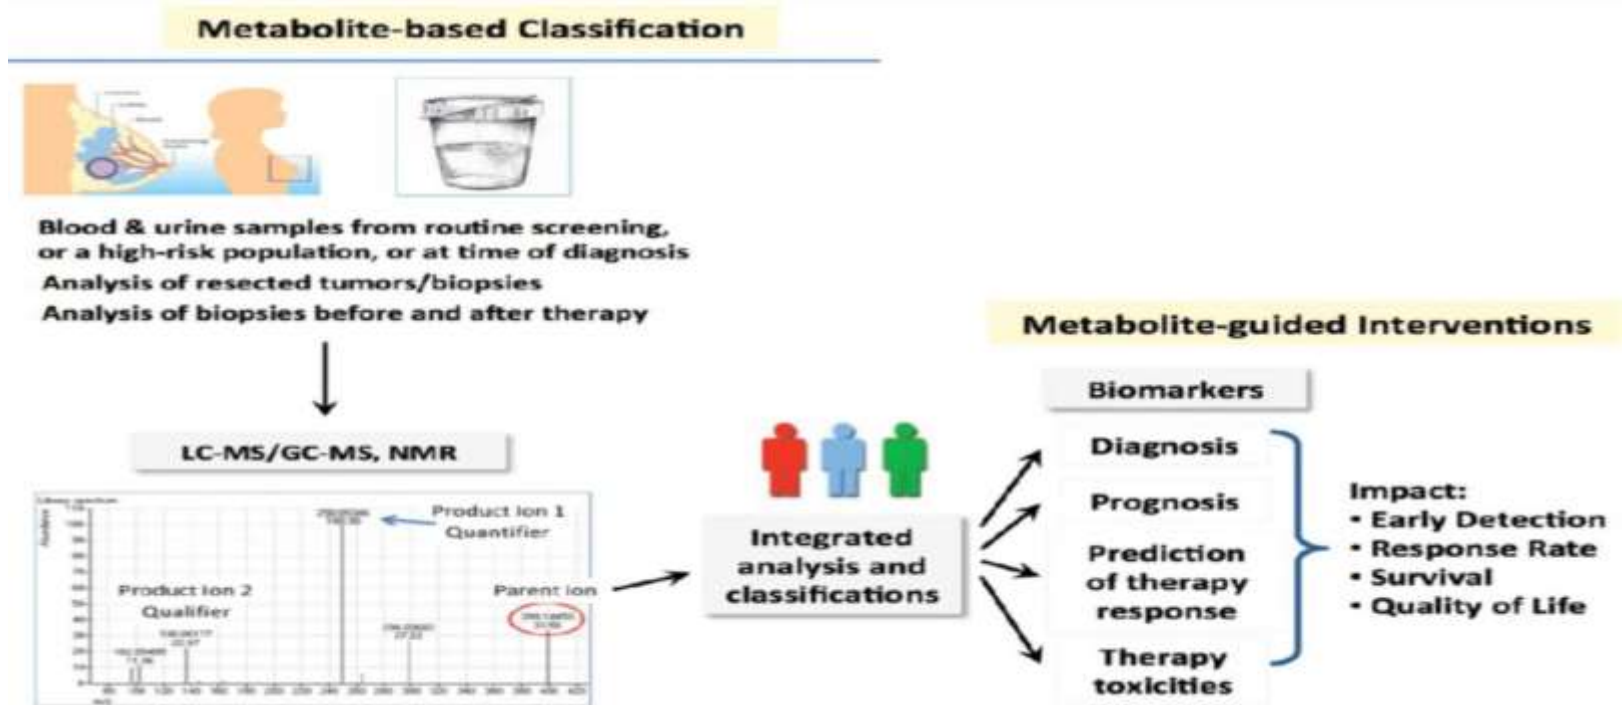 Metabolite-based Classification
Blood & urine samples from routine screening,
or a high-risk population, or at time of diagnosis
Analysis of resected tumors/biopsies
Analysis of biopsies before and after therapy
LC-MS/GC-MS, NMR
Product Ion 1
Quantifier
Product Ion 2
Qualifier
Parent ion
Integrated
analysis and
classifications
Metabolite-guided Interventions
Biomarkers
Diagnosis
Prognosis
Prediction
of therapy
response
Therapy
toxicities
Impact:
• Early Detection
• Response Rate
• Survival
• Quality of Life